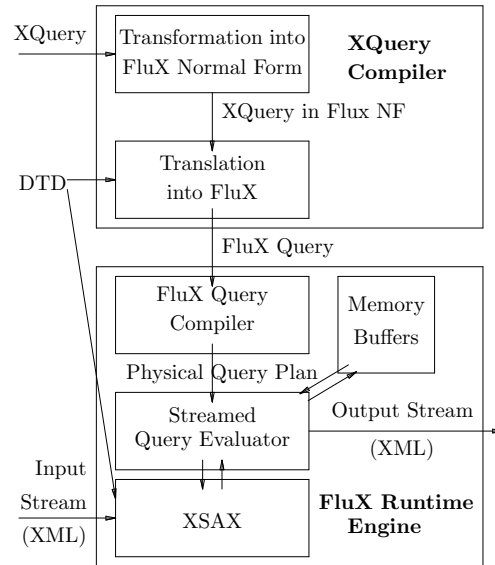 XQuery
Transformation into
FluX Normal Form
XQuery
Compiler
XQuery in Flux NF
DTD
Translation
into FluX
FluX Query
FluX Query
Compiler
Memory
Buffers
Physical Query Plan
Streamed
Query Evaluator
Output Stream
(XML)
Input
Stream
(XML)
XSAX
FluX Runtime
Engine